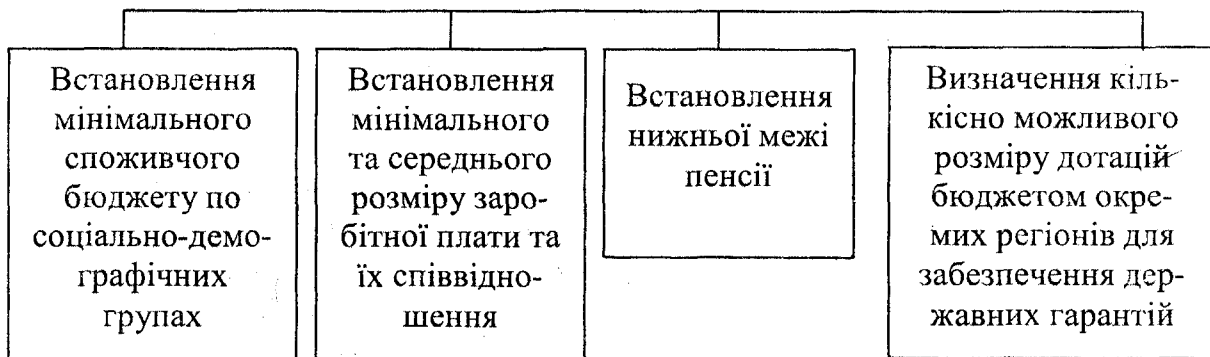 Встановлення
мінімального
споживчого
бюджету по
соціально-демо-
графічних
групах
Встановлення
мінімального
та середнього
розміру заро-
бітної плати та
їх співвідно-
шення
Встановлення
нижньої межі
пенсії
Визначення кіль-
кісно можливого
розміру дотацій
бюджетом окре-
мих регіонів для
забезпечення дер-
жавних гарантій